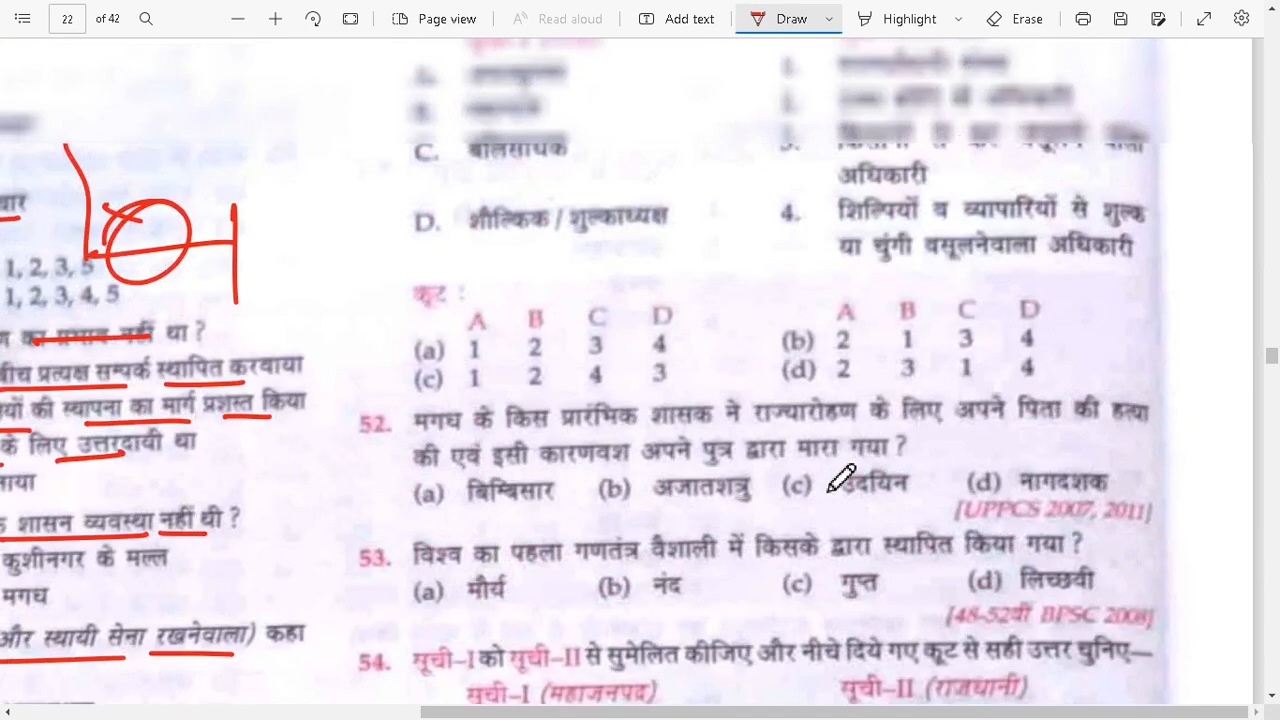 22 of 42 Page view Read aloud Add text Draw Highlight Erase
C. बलिसाधक
अधिकारी
D. शौल्किक / शुल्काध्यक्ष 4. शिल्पियों व व्यापारियों से शुल्क
या चुंगी वसूलनेवाला अधिकारी
1, 2, 3, 5
1, 2, 3, 4, 5
कूट :
A B C D A B C D
(a) 1 2 3 4 (b) 2 1 3 4
(c) 1 2 4 3 (d) 2 3 1 4
का प्रभाव नहीं था ?
बीच प्रत्यक्ष सम्पर्क स्थापित करवाया
यों की स्थापना का मार्ग प्रशस्त किया
के लिए उत्तरदायी था
नाया
क शासन व्यवस्था नहीं थी ?
कुशीनगर के मल्ल
मगध
और स्थायी सेना रखनेवाला) कहा
52. मगध के किस प्रारंभिक शासक ने राज्यारोहण के लिए अपने पिता की हत्या
की एवं इसी कारणवश अपने पुत्र द्वारा मारा गया ?
(a) बिम्बिसार (b) अजातशत्रु (c) उदयिन (d) नागदशक
[UPPCS 2007, 2011]
53. विश्व का पहला गणतंत्र वैशाली में किसके द्वारा स्थापित किया गया ?
(a) मौर्य (b) नंद (c) गुप्त (d) लिच्छवी
[48-52वीं BPSC 2008]
54. सूची–I को सूची–II से सुमेलित कीजिए और नीचे दिये गए कूट से सही उत्तर चुनिए—
सूची–I (महाजनपद) सूची–II (राजधानी)